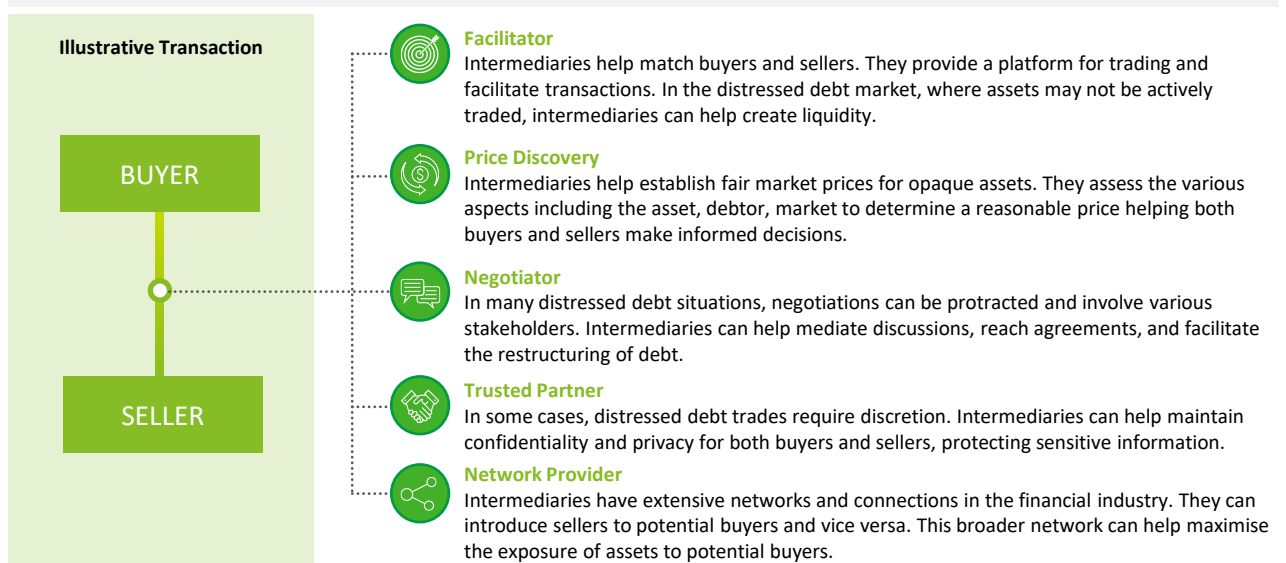 Illustrative Transaction
BUYER
SELLER
Facilitator
Intermediaries help match buyers and sellers. They provide a platform for trading and
facilitate transactions. In the distressed debt market, where assets may not be actively
traded, intermediaries can help create liquidity.
Price Discovery
Intermediaries help establish fair market prices for opaque assets. They assess the various
aspects including the asset, debtor, market to determine a reasonable price helping both
buyers and sellers make informed decisions.
Negotiator
In many distressed debt situations, negotiations can be protracted and involve various
stakeholders. Intermediaries can help mediate discussions, reach agreements, and facilitate
the restructuring of debt.
Trusted Partner
In some cases, distressed debt trades require discretion. Intermediaries can help maintain
confidentiality and privacy for both buyers and sellers, protecting sensitive information.
Network Provider
Intermediaries have extensive networks and connections in the financial industry. They can
introduce sellers to potential buyers and vice versa. This broader network can help maximise
the exposure of assets to potential buyers.